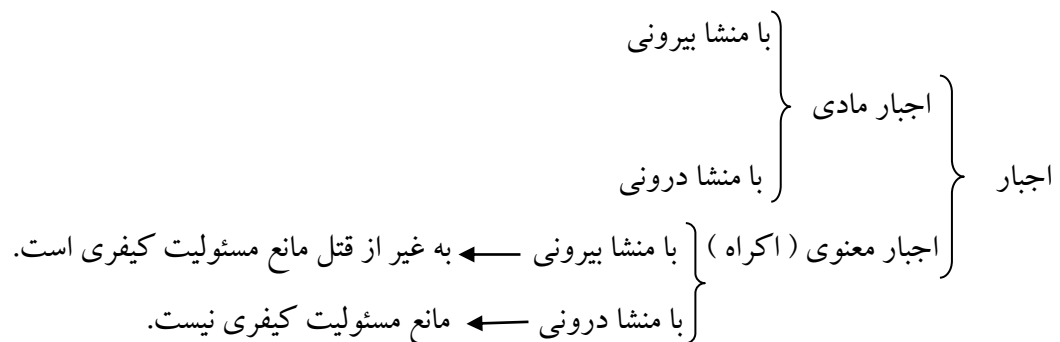 با منشا بیرونی
اجبار مادی
با منشا درونی
اجبار
اجبار معنوی ( اکراه ) با منشا بیرونی به غیر از قتل مانع مسئولیت کیفری است.
با منشا درونی مانع مسئولیت کیفری نیست.